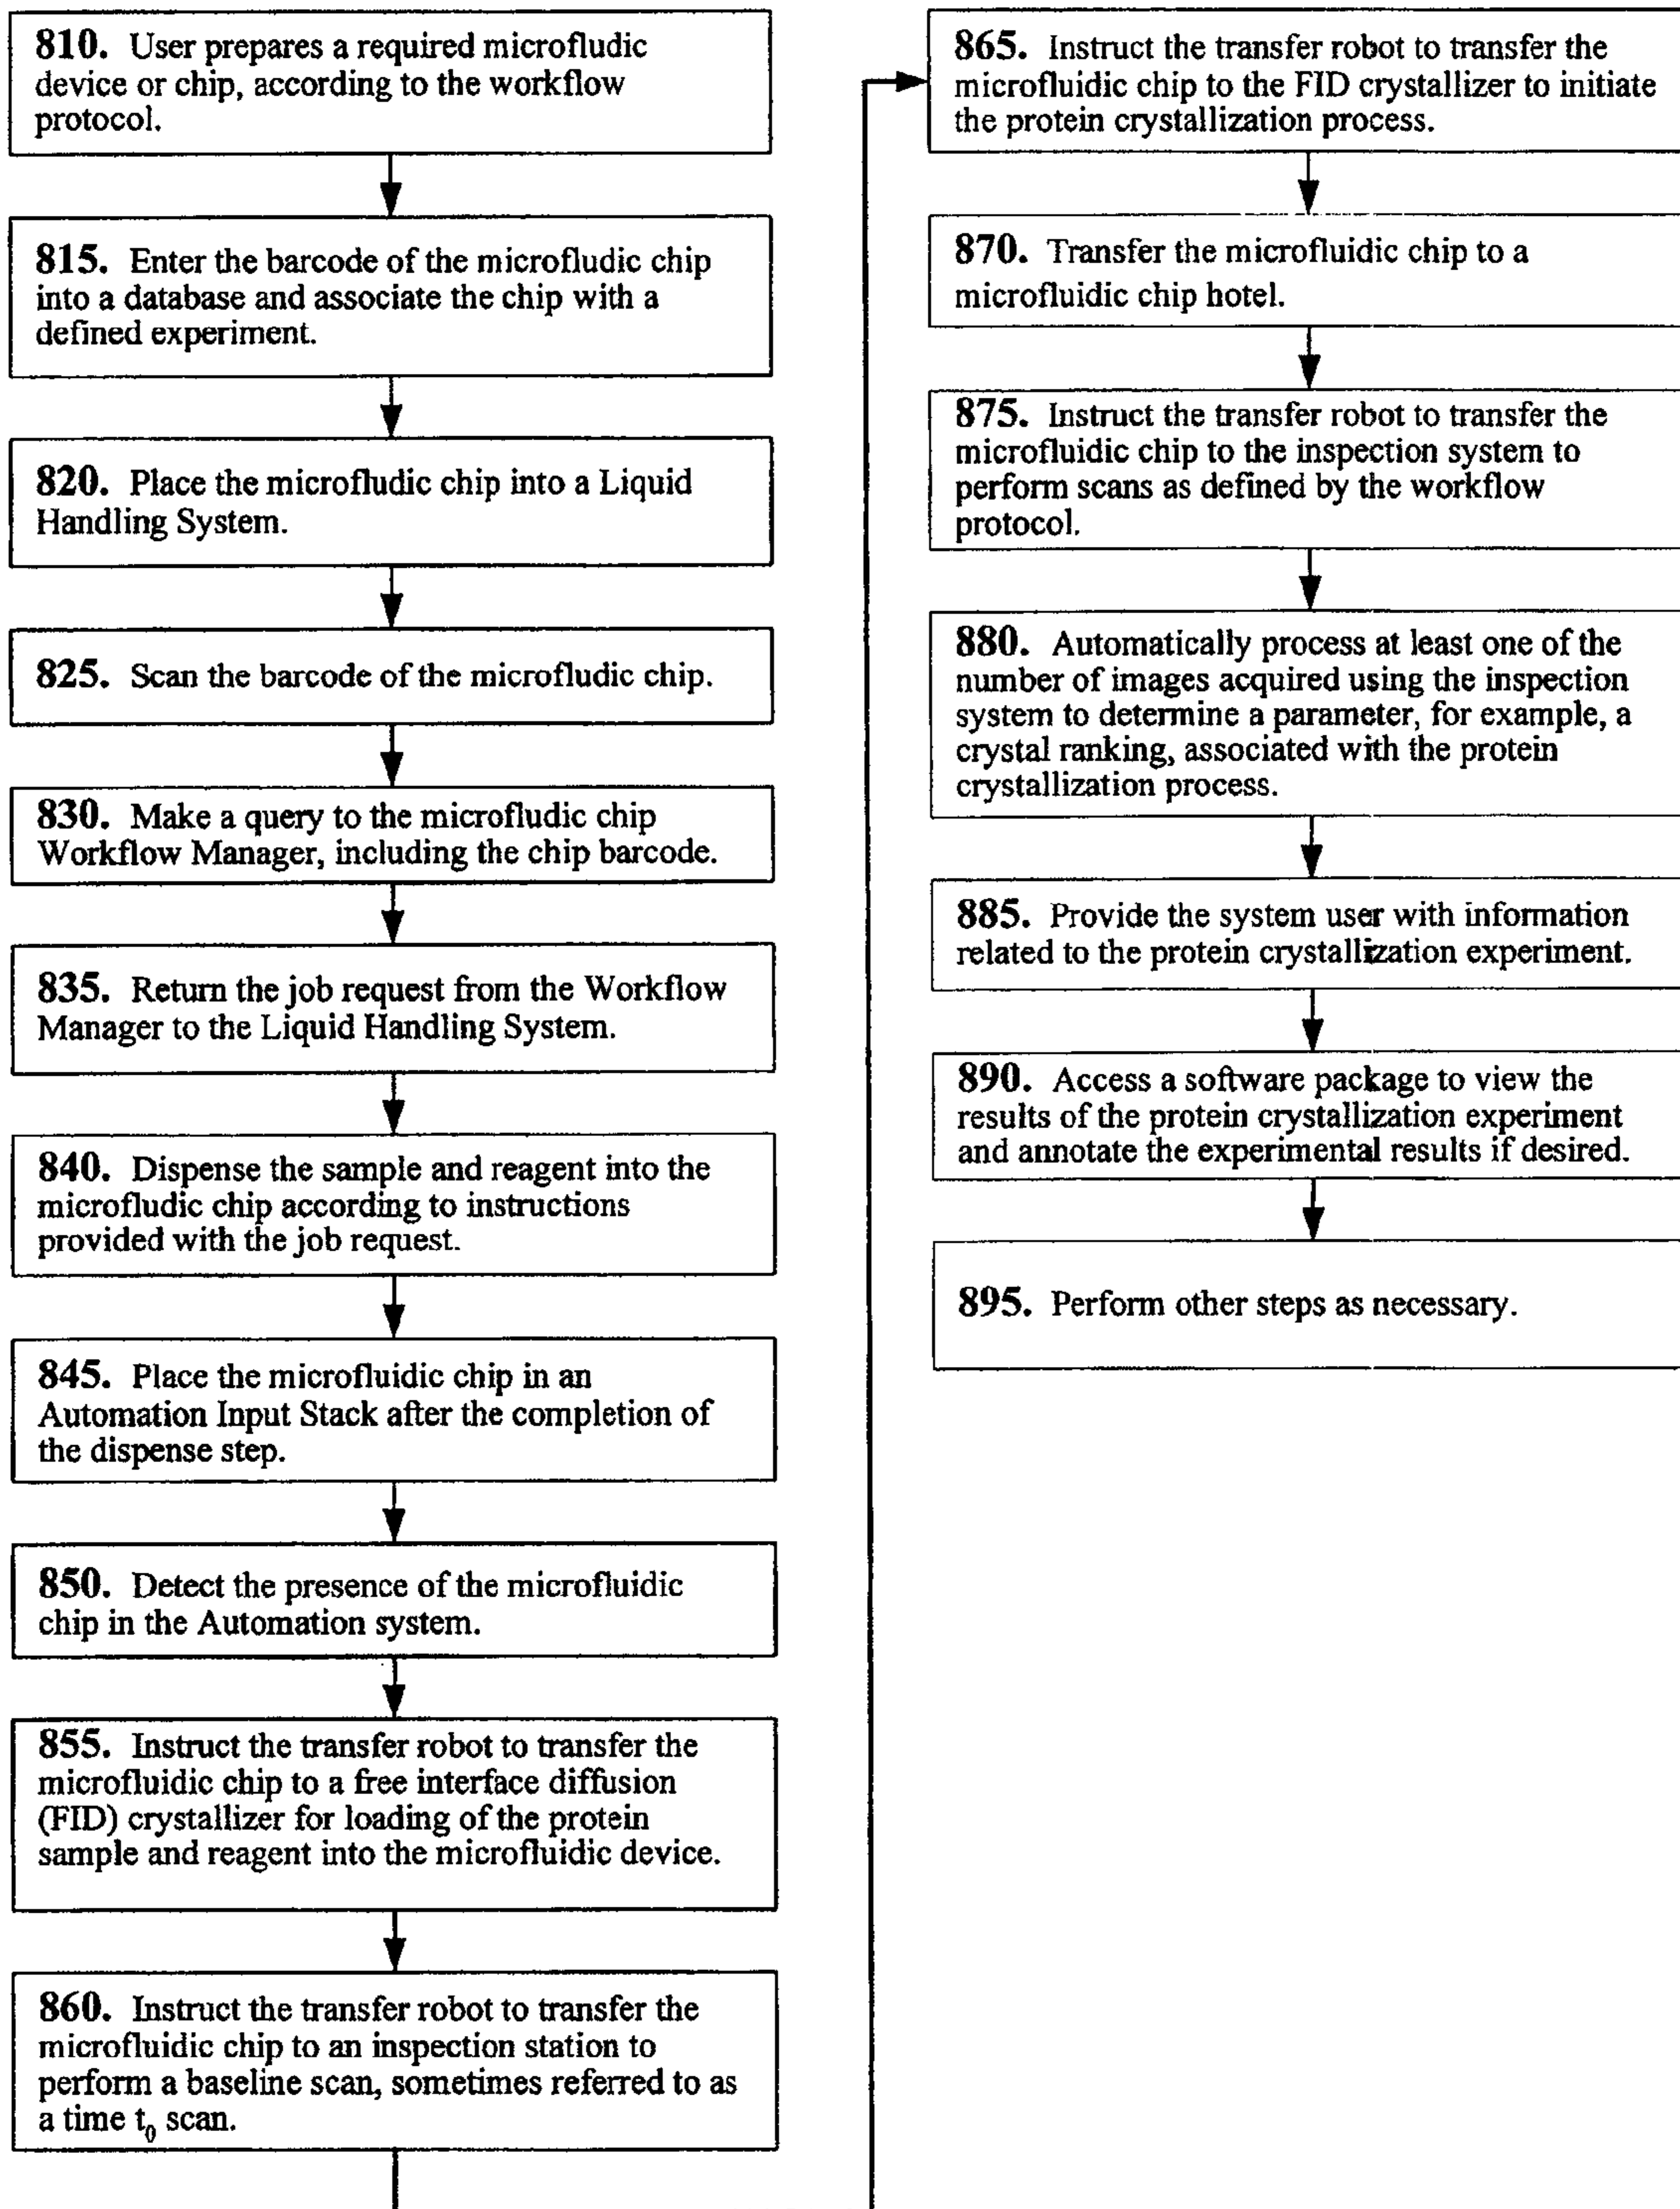 810. User prepares a required microfludic
device or chip, according to the workflow
protocol.
815. Enter the barcode of the microfludic chip
into a database and associate the chip with a
defined experiment.
820. Place the microfludic chip into a Liquid
Handling System.
825. Scan the barcode of the microfludic chip.
830. Make a query to the microfludic chip
Workflow Manager, including the chip barcode.
835. Return the job request from the Workflow
Manager to the Liquid Handling System.
840. Dispense the sample and reagent into the
microfludic chip according to instructions
provided with the job request.
845. Place the microfluidic chip in an
Automation Input Stack after the completion of
the dispense step.
850. Detect the presence of the microfluidic
chip in the Automation system.
855. Instruct the transfer robot to transfer the
microfluidic chip to a free interface diffusion
(FID) crystallizer for loading of the protein
sample and reagent into the microfluidic device.
860. Instruct the transfer robot to transfer the
microfluidic chip to an inspection station to
perform a baseline scan, sometimes referred to as
a time t0 scan.
865. Instruct the transfer robot to transfer the
microfluidic chip to the FID crystallizer to initiate
the protein crystallization process.
870. Transfer the microfluidic chip to a
microfluidic chip hotel.
875. Instruct the transfer robot to transfer the
microfluidic chip to the inspection system to
perform scans as defined by the workflow
protocol.
880. Automatically process at least one of the
number of images acquired using the inspection
system to determine a parameter, for example, a
crystal ranking, associated with the protein
crystallization process.
885. Provide the system user with information
related to the protein crystallization experiment.
890. Access a software package to view the
results of the protein crystallization experiment
and annotate the experimental results if desired.
895. Perform other steps as necessary.